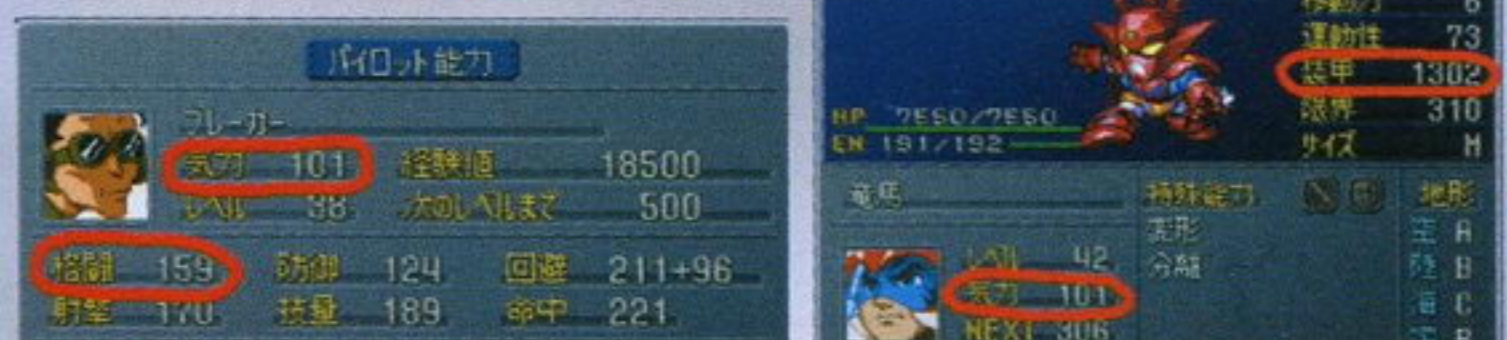 パイロット能力
ブレーカー
気力 101 経験値 18500
レベル 38 次のレベルまで 500
格闘 159 防御 124 回避 211+96
射撃 170 技量 189 命中 221
移動力 6
運動性 73
装甲 1302
限界 310
サイズ M
HP 7550/7550
EN 191/192
竜馬
レベル 42
気力 101
NEXT 306
特殊能力
変形
分離
地形
空 A
陸 B
海 C